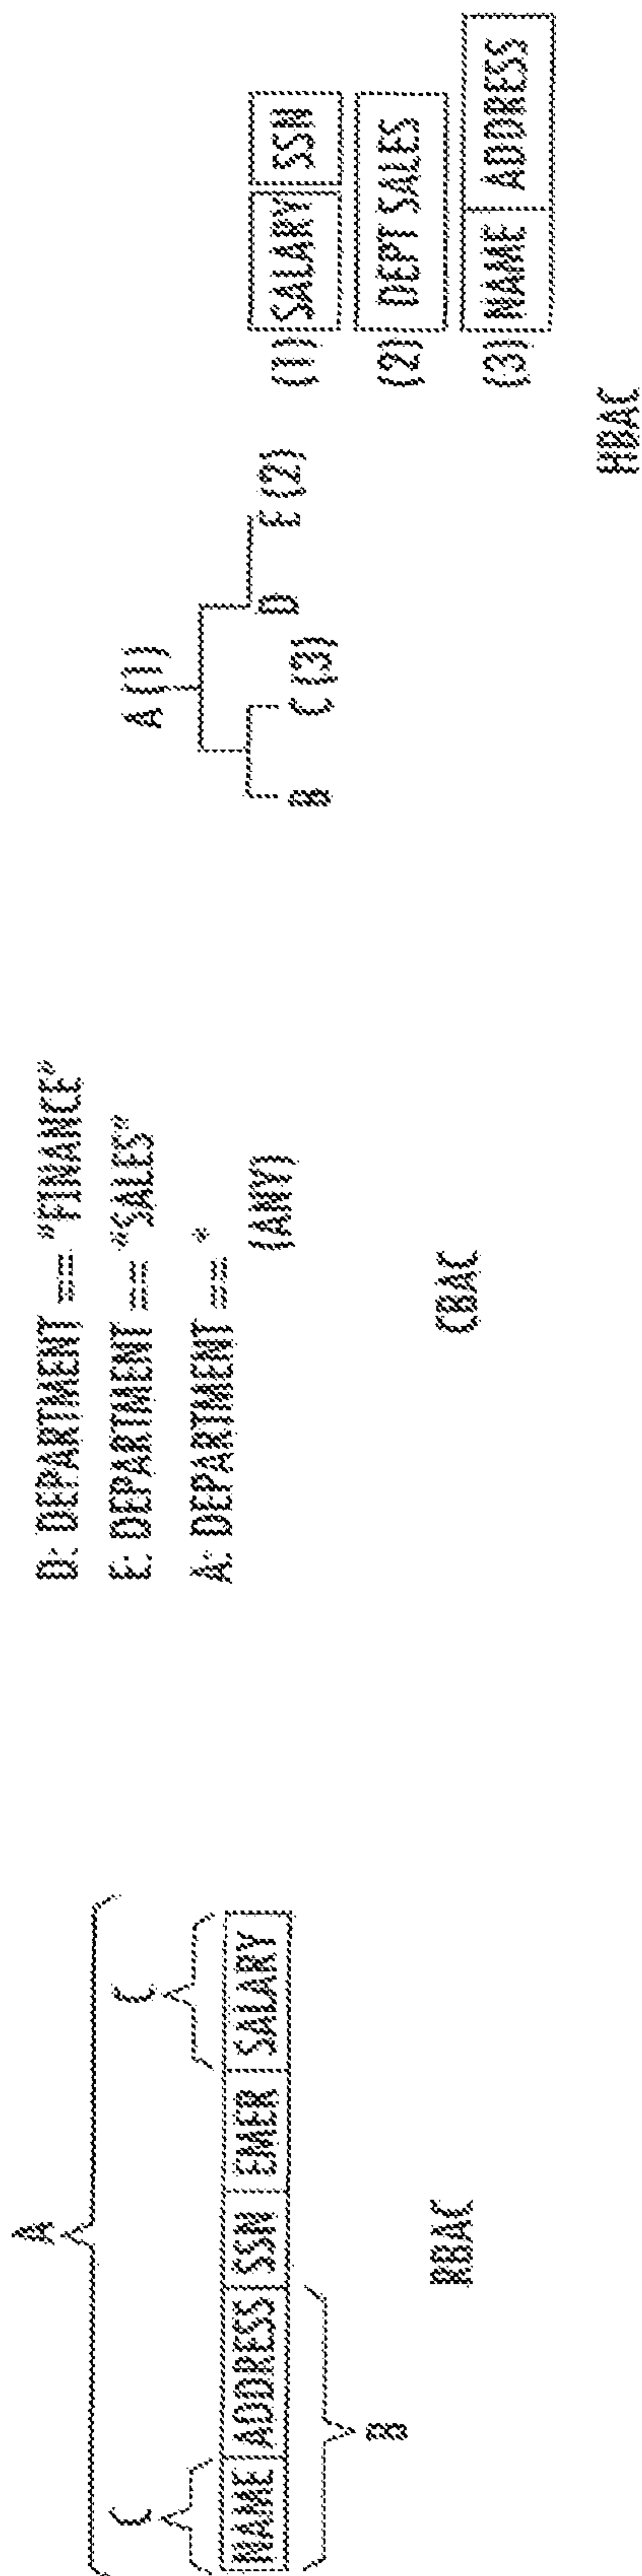 A
C C
NAME ADDRESS SSN EMER SALARY
B
RBAC
D: DEPARTMENT == "FINANCE"
E: DEPARTMENT == "SALES"
A: DEPARTMENT == *
(ANY)
CBAC
A (1)
B C (3) D E (2)
(1) SALARY SSN
(2) DEPT SALES
(3) NAME ADDRESS
HBAC